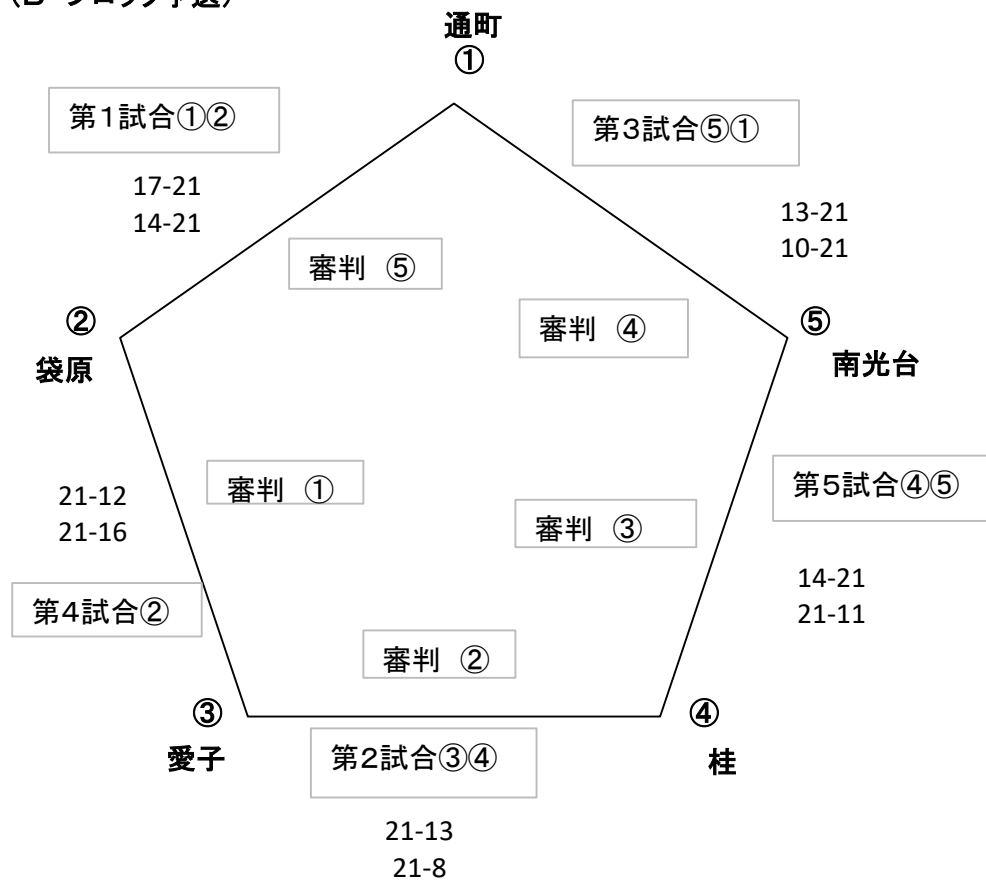 通町
①
第1試合①②
第3試合⑤①
17-21
14-21
13-21
10-21
審判 ⑤
審判 ④
②
袋原
⑤
南光台
審判 ①
第5試合④⑤
21-12
21-16
審判 ③
14-21
21-11
第4試合②
審判 ②
③
愛子
④
桂
第2試合③④
21-13
21-8